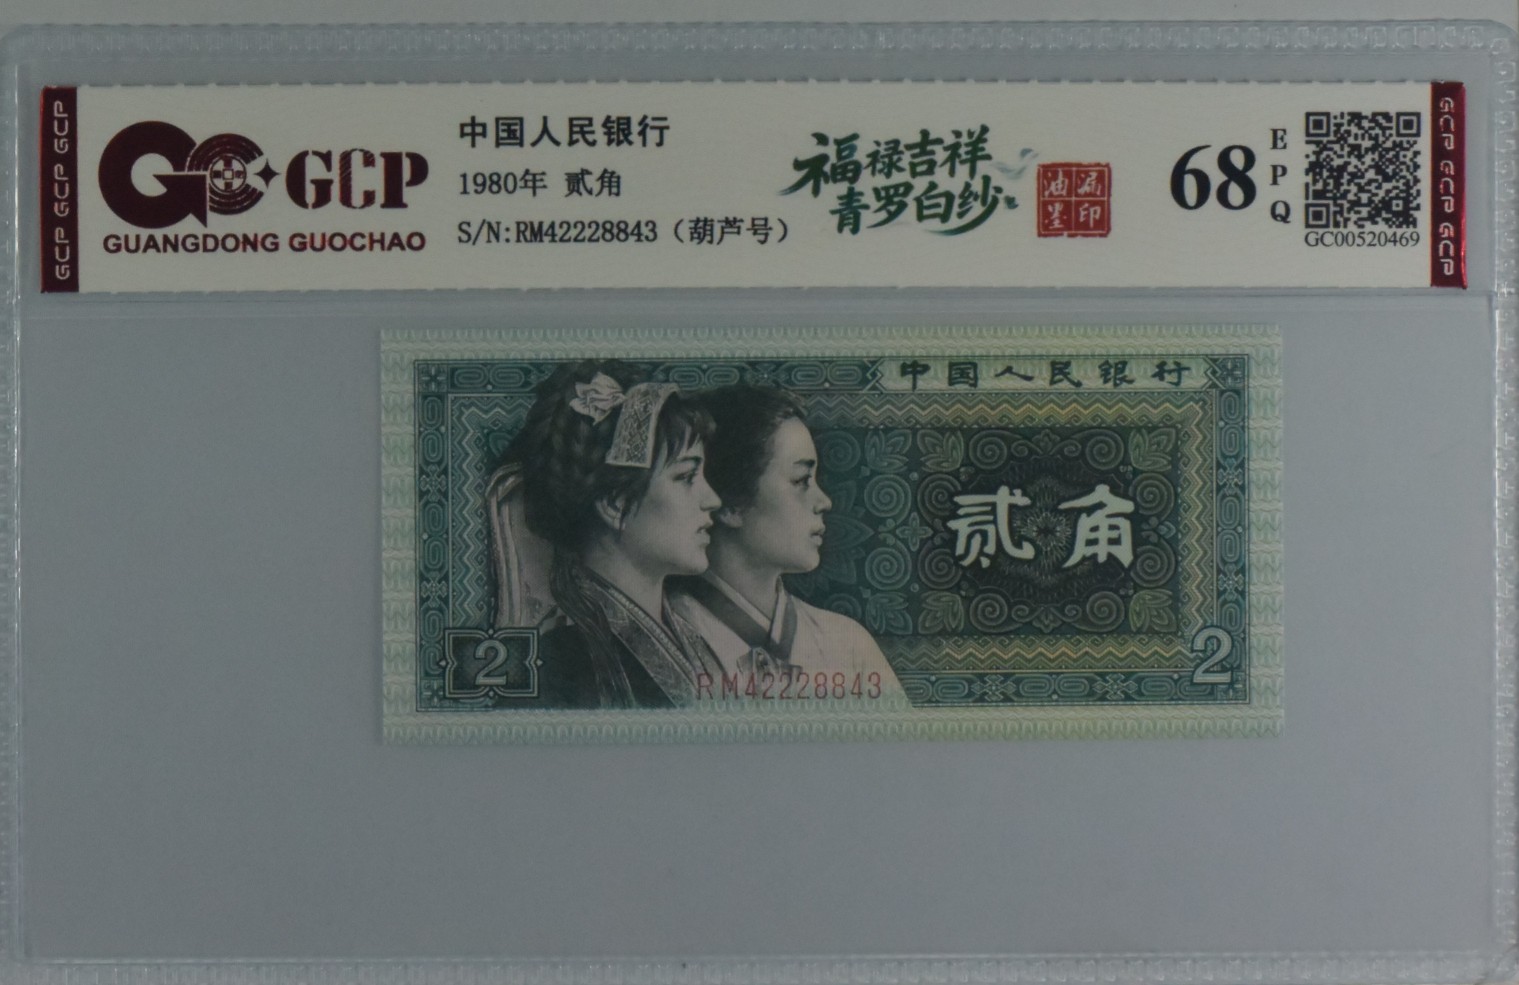 GCP GCP GCP
GCP
GUANGDONG GUOCHAO
中国人民银行
1980年 贰角
S/N:RM42228843（葫芦号）
福禄吉祥
青罗白纱
油漏
墨印
68
EPQ
GC00520469
GCP GCP GCP
中国人民银行
贰角
2
2
RM42228843